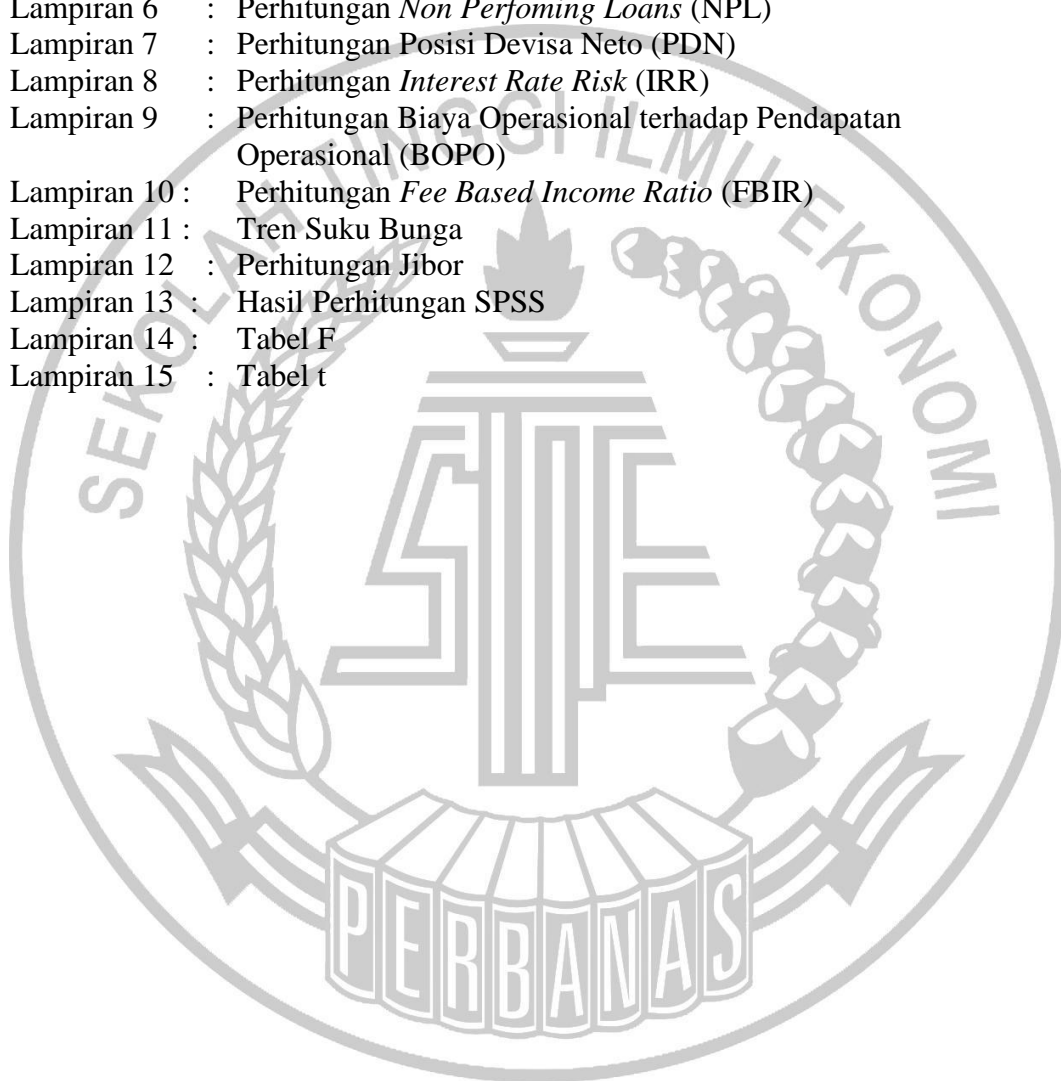 Lampiran 6 : Perhitungan Non Perfoming Loans (NPL)
Lampiran 7 : Perhitungan Posisi Devisa Neto (PDN)
Lampiran 8 : Perhitungan Interest Rate Risk (IRR)
Lampiran 9 : Perhitungan Biaya Operasional terhadap Pendapatan
Operasional (BOPO)
Lampiran 10 : Perhitungan Fee Based Income Ratio (FBIR)
Lampiran 11 : Tren Suku Bunga
Lampiran 12 : Perhitungan Jibor
Lampiran 13 : Hasil Perhitungan SPSS
Lampiran 14 : Tabel F
Lampiran 15 : Tabel t
SEKOLAH TINGGI ILMU EKONOMI
STIE
PERBANAS